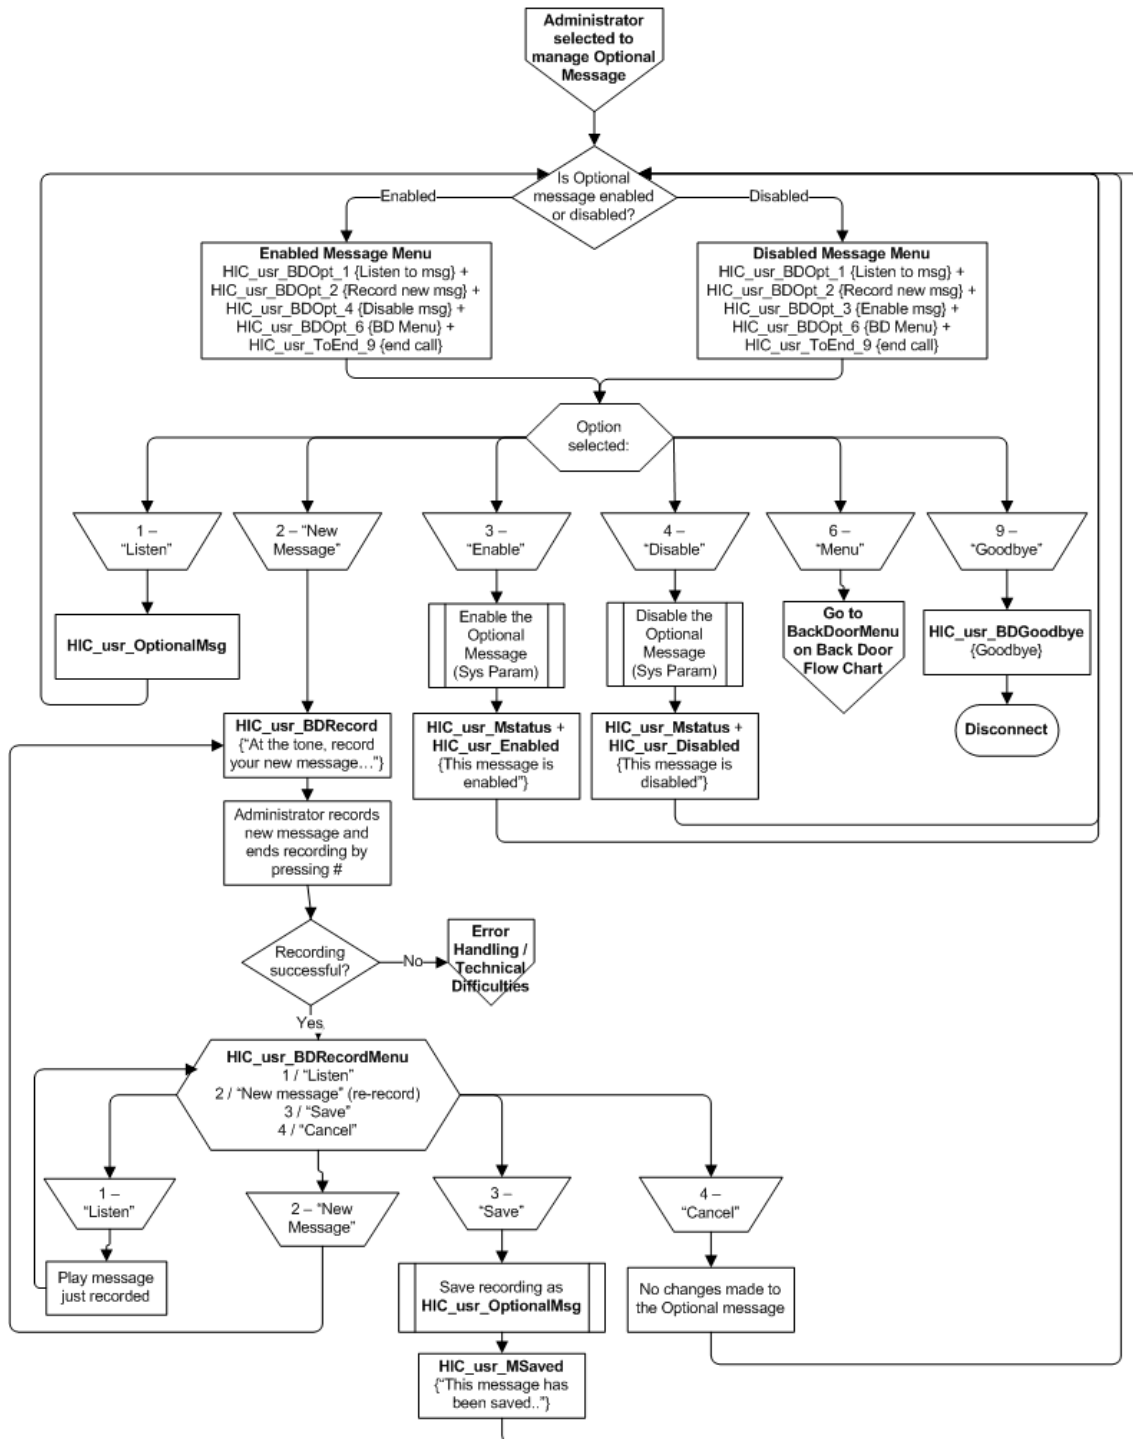 Administrator
selected to
manage Optional
Message
Is Optional
message enabled
or disabled?
Enabled
Disabled
Enabled Message Menu
HIC_usr_BDOpt_1 {Listen to msg} +
HIC_usr_BDOpt_2 {Record new msg} +
HIC_usr_BDOpt_4 {Disable msg} +
HIC_usr_BDOpt_6 {BD Menu} +
HIC_usr_ToEnd_9 {end call}
Disabled Message Menu
HIC_usr_BDOpt_1 {Listen to msg} +
HIC_usr_BDOpt_2 {Record new msg} +
HIC_usr_BDOpt_3 {Enable msg} +
HIC_usr_BDOpt_6 {BD Menu} +
HIC_usr_ToEnd_9 {end call}
Option
selected:
1 –
“Listen”
2 – “New
Message”
3 –
“Enable”
4 –
“Disable”
6 –
“Menu”
9 –
“Goodbye”
HIC_usr_OptionalMsg
Enable the
Optional
Message
(Sys Param)
Disable the
Optional
Message
(Sys Param)
Go to
BackDoorMenu
on Back Door
Flow Chart
HIC_usr_BDGoodbye
{Goodbye}
HIC_usr_BDRecord
{“At the tone, record
your new message…”}
HIC_usr_Mstatus +
HIC_usr_Enabled
{This message is
enabled”}
HIC_usr_Mstatus +
HIC_usr_Disabled
{This message is
disabled”}
Disconnect
Administrator records
new message and
ends recording by
pressing #
Recording
successful?
No
Error
Handling /
Technical
Difficulties
Yes
HIC_usr_BDRecordMenu
1 / “Listen”
2 / “New message” (re-record)
3 / “Save”
4 / “Cancel”
1 –
“Listen”
2 – “New
Message”
3 –
“Save”
4 –
“Cancel”
Play message
just recorded
Save recording as
HIC_usr_OptionalMsg
No changes made to
the Optional message
HIC_usr_MSaved
{“This message has
been saved..”}